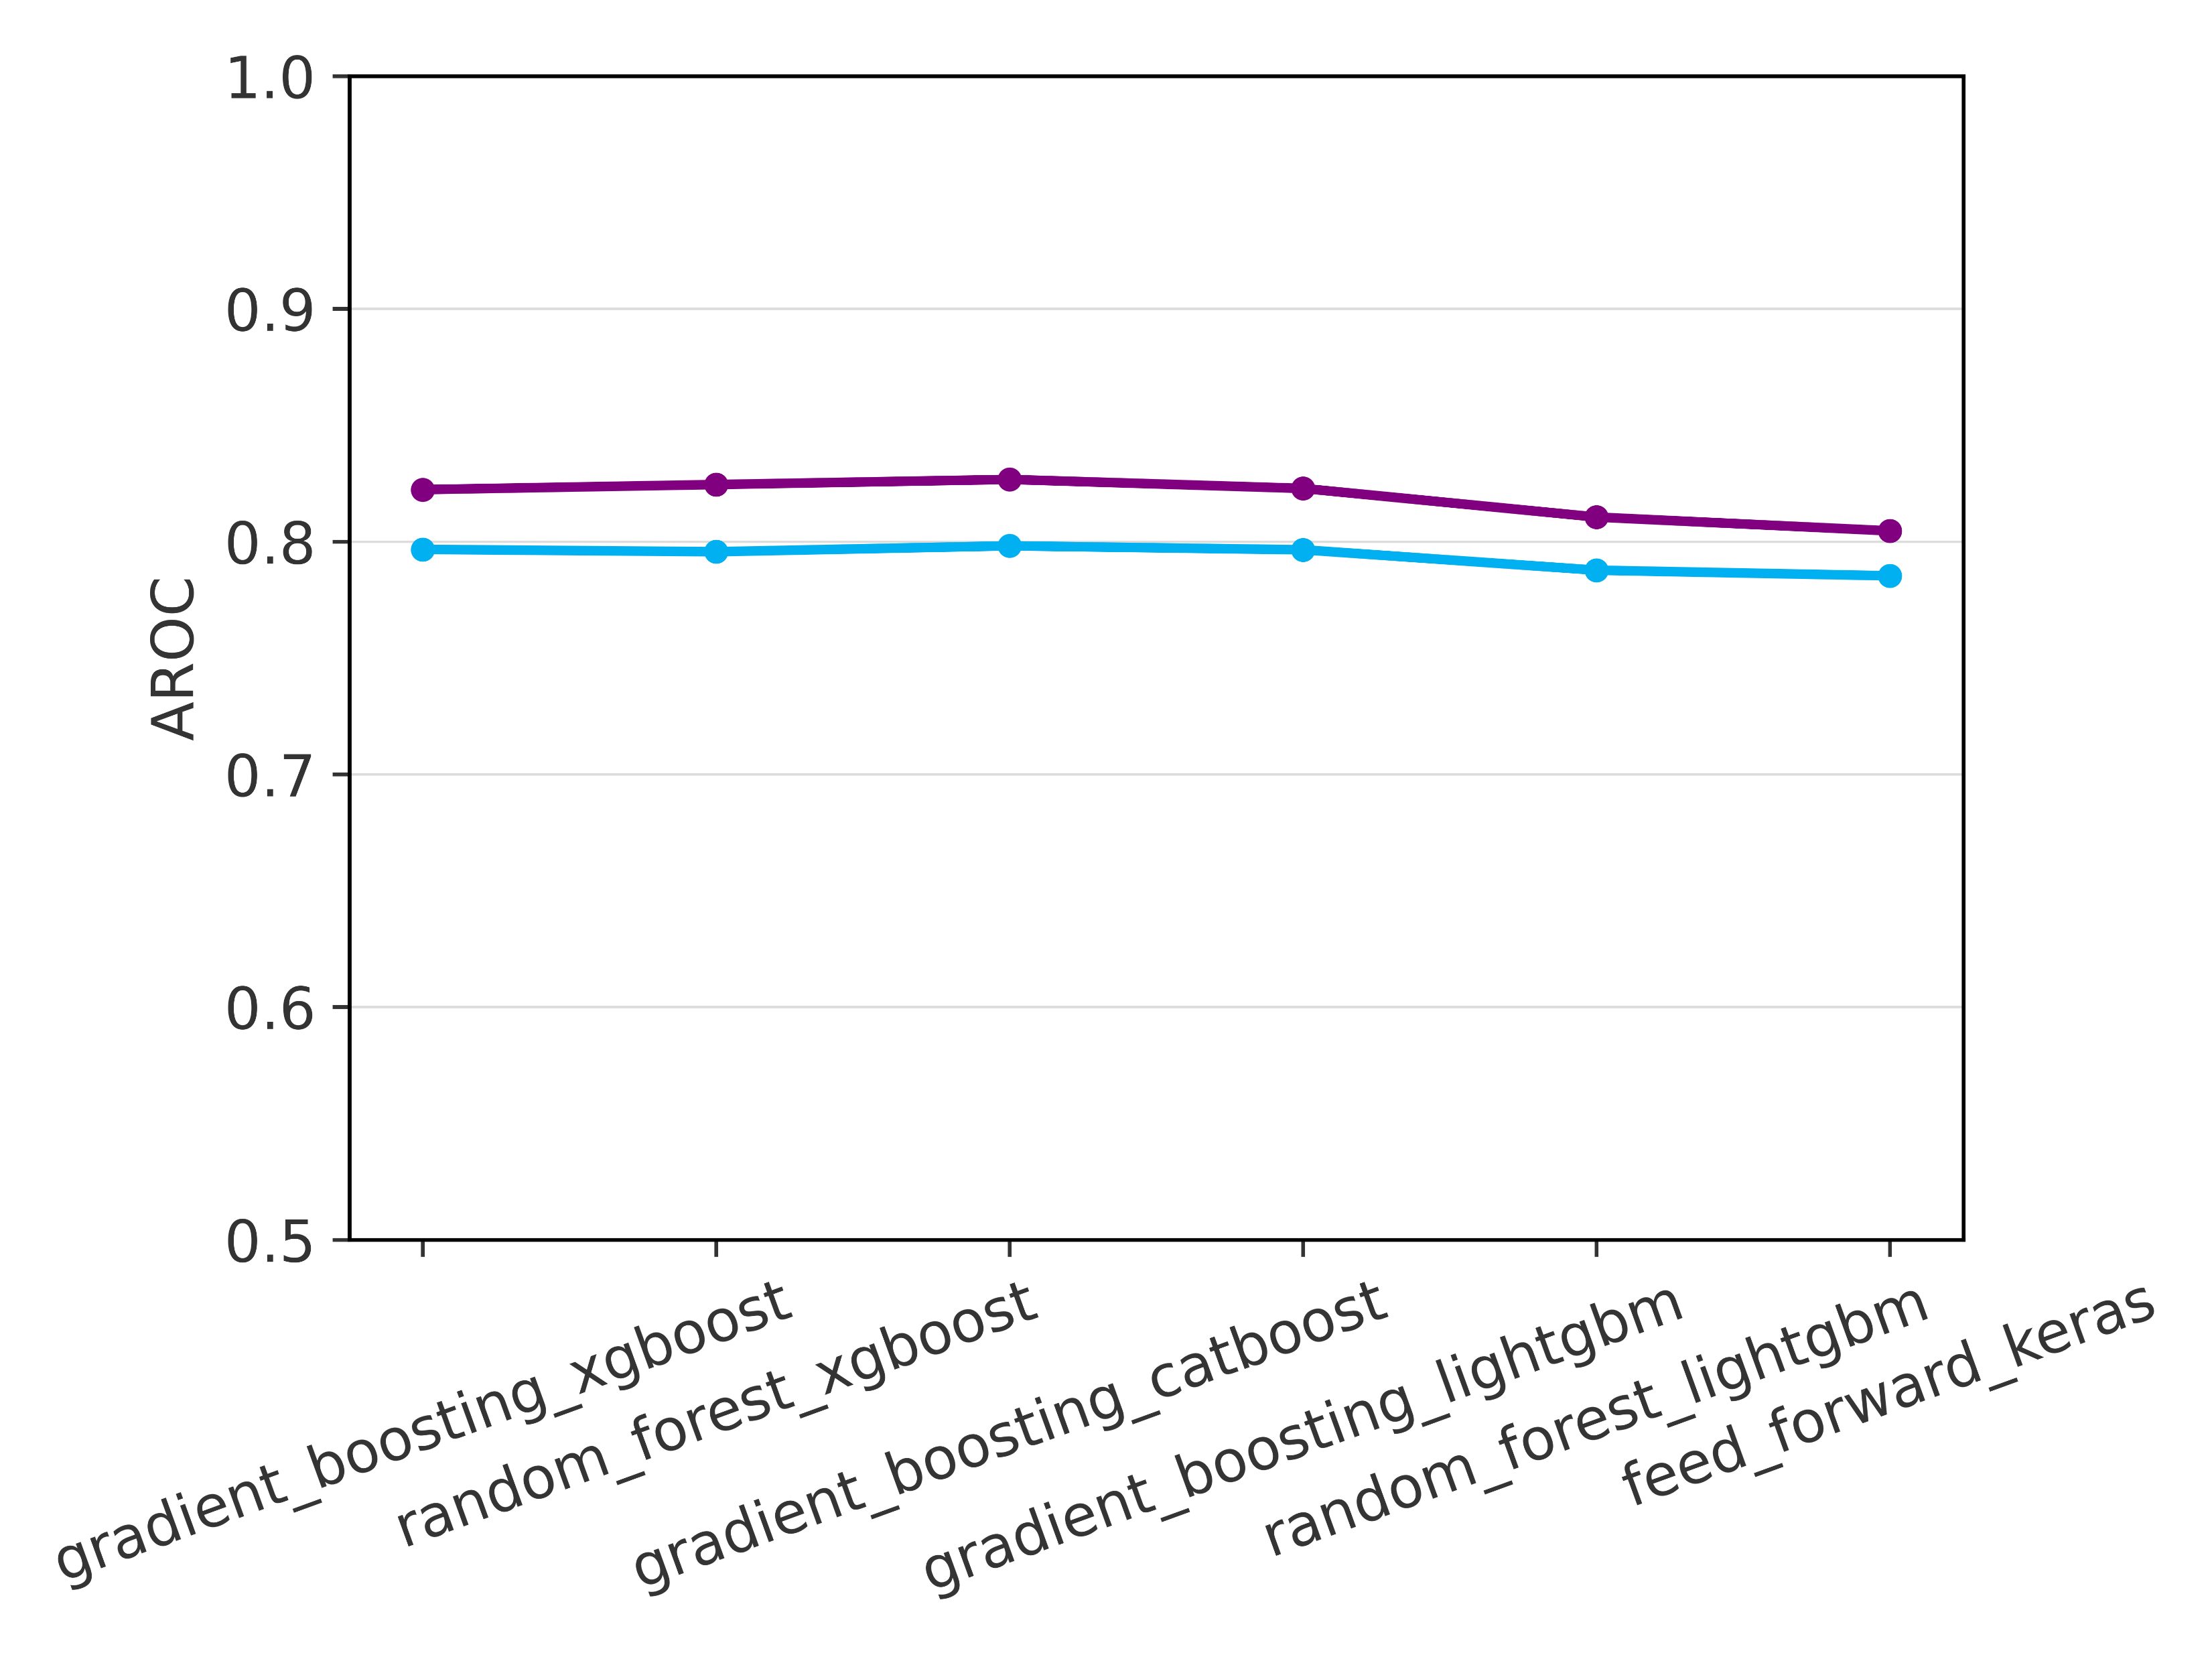 1.0
0.9
0.8
0.7
0.6
0.5
AROC
gradient_boosting_xgboost
random_forest_xgboost
gradient_boosting_catboost
gradient_boosting_lightgbm
random_forest_lightgbm
feed_forward_keras